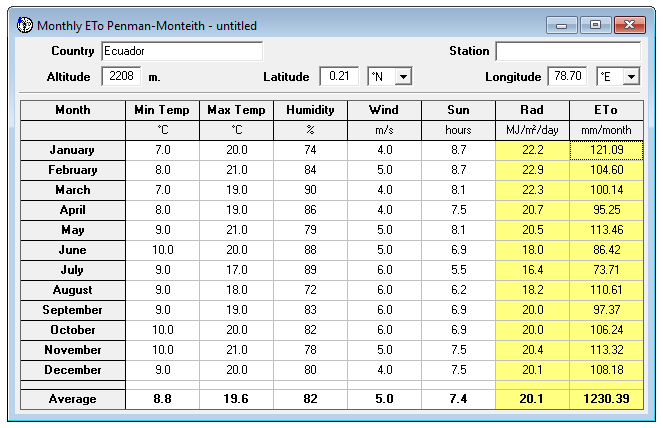 Monthly ETo Penman-Monteith - untitled
Country Ecuador Station
Altitude 2208 m. Latitude 0.21 °N Longitude 78.70 °E
Month Min Temp Max Temp Humidity Wind Sun Rad ETo
°C °C % m/s hours MJ/m²/day mm/month
January 7.0 20.0 74 4.0 8.7 22.2 121.09
February 8.0 21.0 84 5.0 8.7 22.9 104.60
March 7.0 19.0 90 4.0 8.1 22.3 100.14
April 8.0 19.0 86 4.0 7.5 20.7 95.25
May 9.0 21.0 79 5.0 8.1 20.5 113.46
June 10.0 20.0 88 5.0 6.9 18.0 86.42
July 9.0 17.0 89 6.0 5.5 16.4 73.71
August 9.0 18.0 72 6.0 6.2 18.2 110.61
September 9.0 19.0 83 6.0 6.9 20.0 97.37
October 10.0 20.0 82 6.0 6.9 20.0 106.24
November 10.0 21.0 78 5.0 7.5 20.4 113.32
December 9.0 20.0 80 4.0 7.5 20.1 108.18
Average 8.8 19.6 82 5.0 7.4 20.1 1230.39